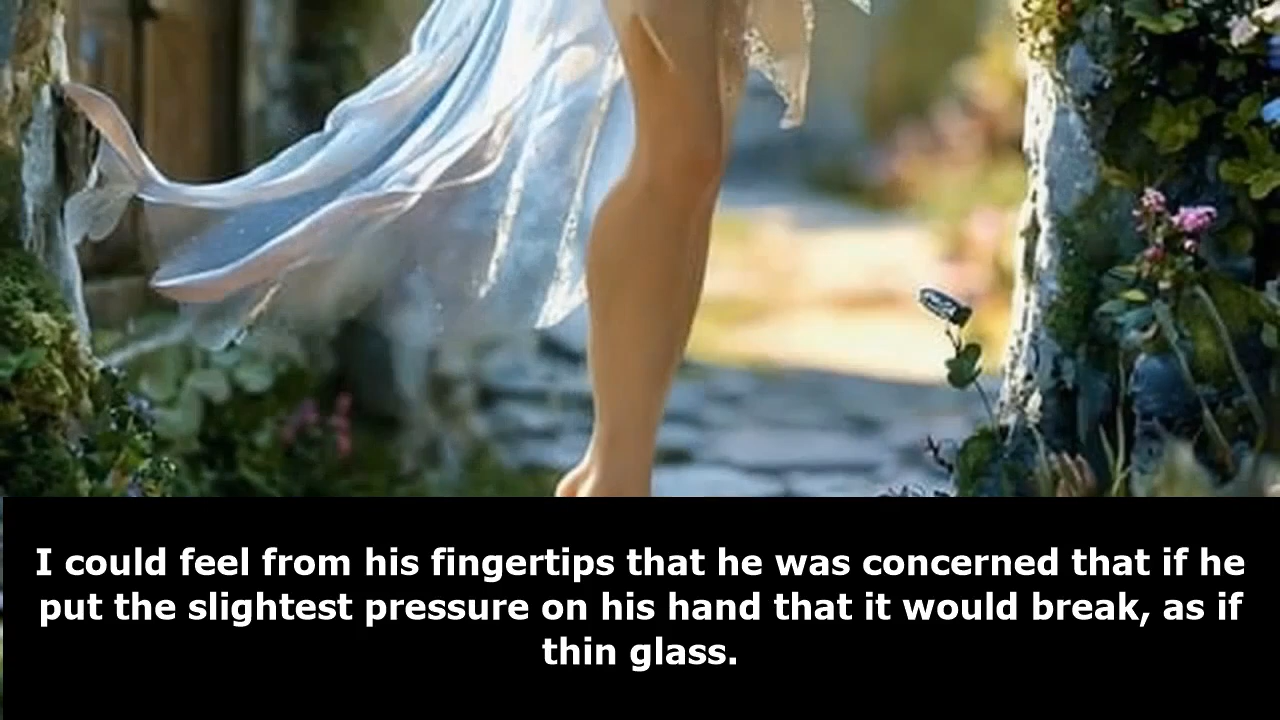 I could feel from his fingertips that he was concerned that if he
put the slightest pressure on his hand that it would break, as if
thin glass.